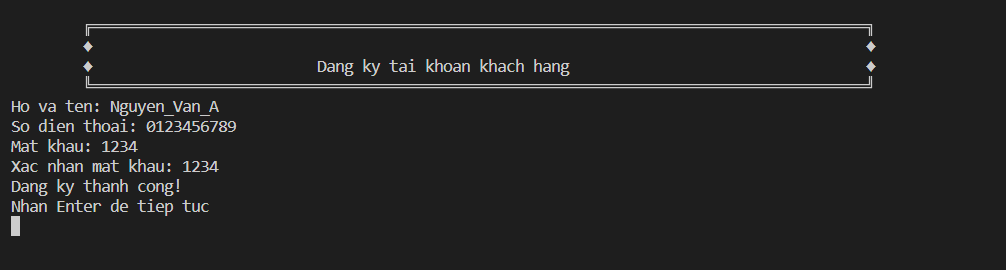 Dang ky tai khoan khach hang
Ho va ten: Nguyen_Van_A
So dien thoai: 0123456789
Mat khau: 1234
Xac nhan mat khau: 1234
Dang ky thanh cong!
Nhan Enter de tiep tuc